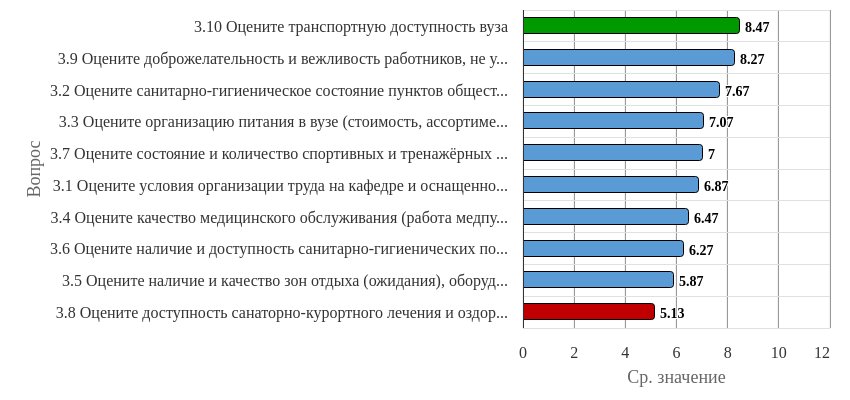 3.10 Оцените транспортную доступность вуза 8.47
3.9 Оцените доброжелательность и вежливость работников, не у... 8.27
3.2 Оцените санитарно-гигиеническое состояние пунктов общест... 7.67
3.3 Оцените организацию питания в вузе (стоимость, ассортиме... 7.07
3.7 Оцените состояние и количество спортивных и тренажёрных ... 7
3.1 Оцените условия организации труда на кафедре и оснащенно... 6.87
3.4 Оцените качество медицинского обслуживания (работа медпу... 6.47
3.6 Оцените наличие и доступность санитарно-гигиенических по... 6.27
3.5 Оцените наличие и качество зон отдыха (ожидания), оборуд... 5.87
3.8 Оцените доступность санаторно-курортного лечения и оздор... 5.13
Вопрос
0 2 4 6 8 10 12
Ср. значение